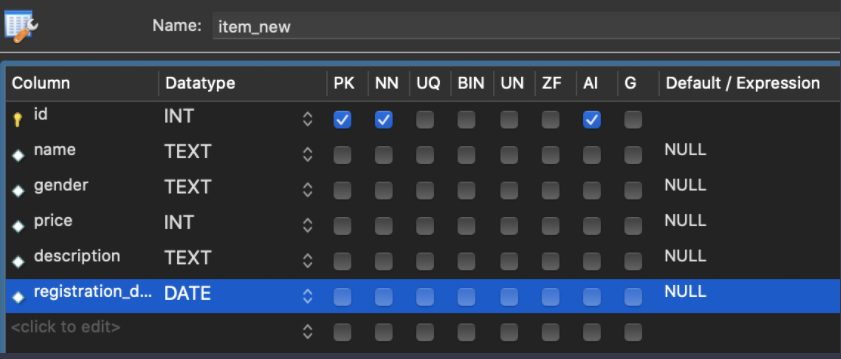 Name: item_new
Column Datatype PK NN UQ BIN UN ZF AI G Default / Expression
id INT
name TEXT NULL
gender TEXT NULL
price INT NULL
description TEXT NULL
registration_d... DATE NULL
<click to edit>